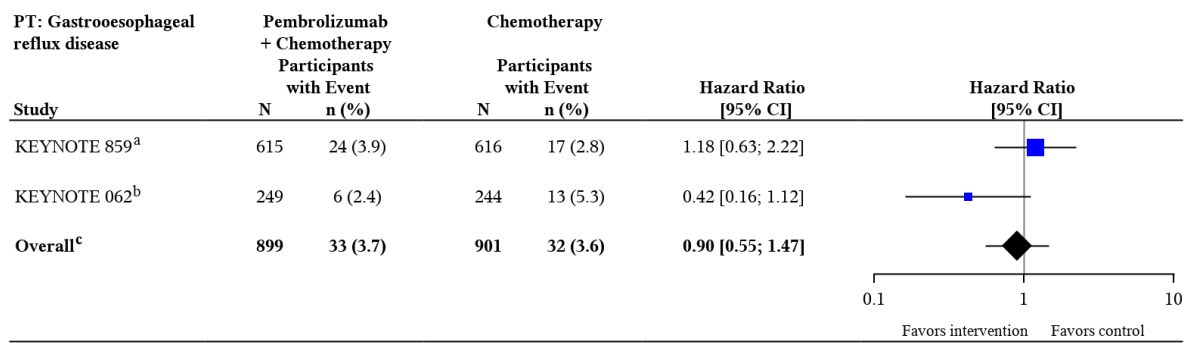 PT: Gastrooesophageal reflux disease
Pembrolizumab + Chemotherapy
Chemotherapy
Participants with Event
Participants with Event
Hazard Ratio [95% CI]
Hazard Ratio [95% CI]
Study N n (%) N n (%)
KEYNOTE 859a 615 24 (3.9) 616 17 (2.8) 1.18 [0.63; 2.22]
KEYNOTE 062b 249 6 (2.4) 244 13 (5.3) 0.42 [0.16; 1.12]
Overallc 899 33 (3.7) 901 32 (3.6) 0.90 [0.55; 1.47]
0.1 1 10
Favors intervention Favors control